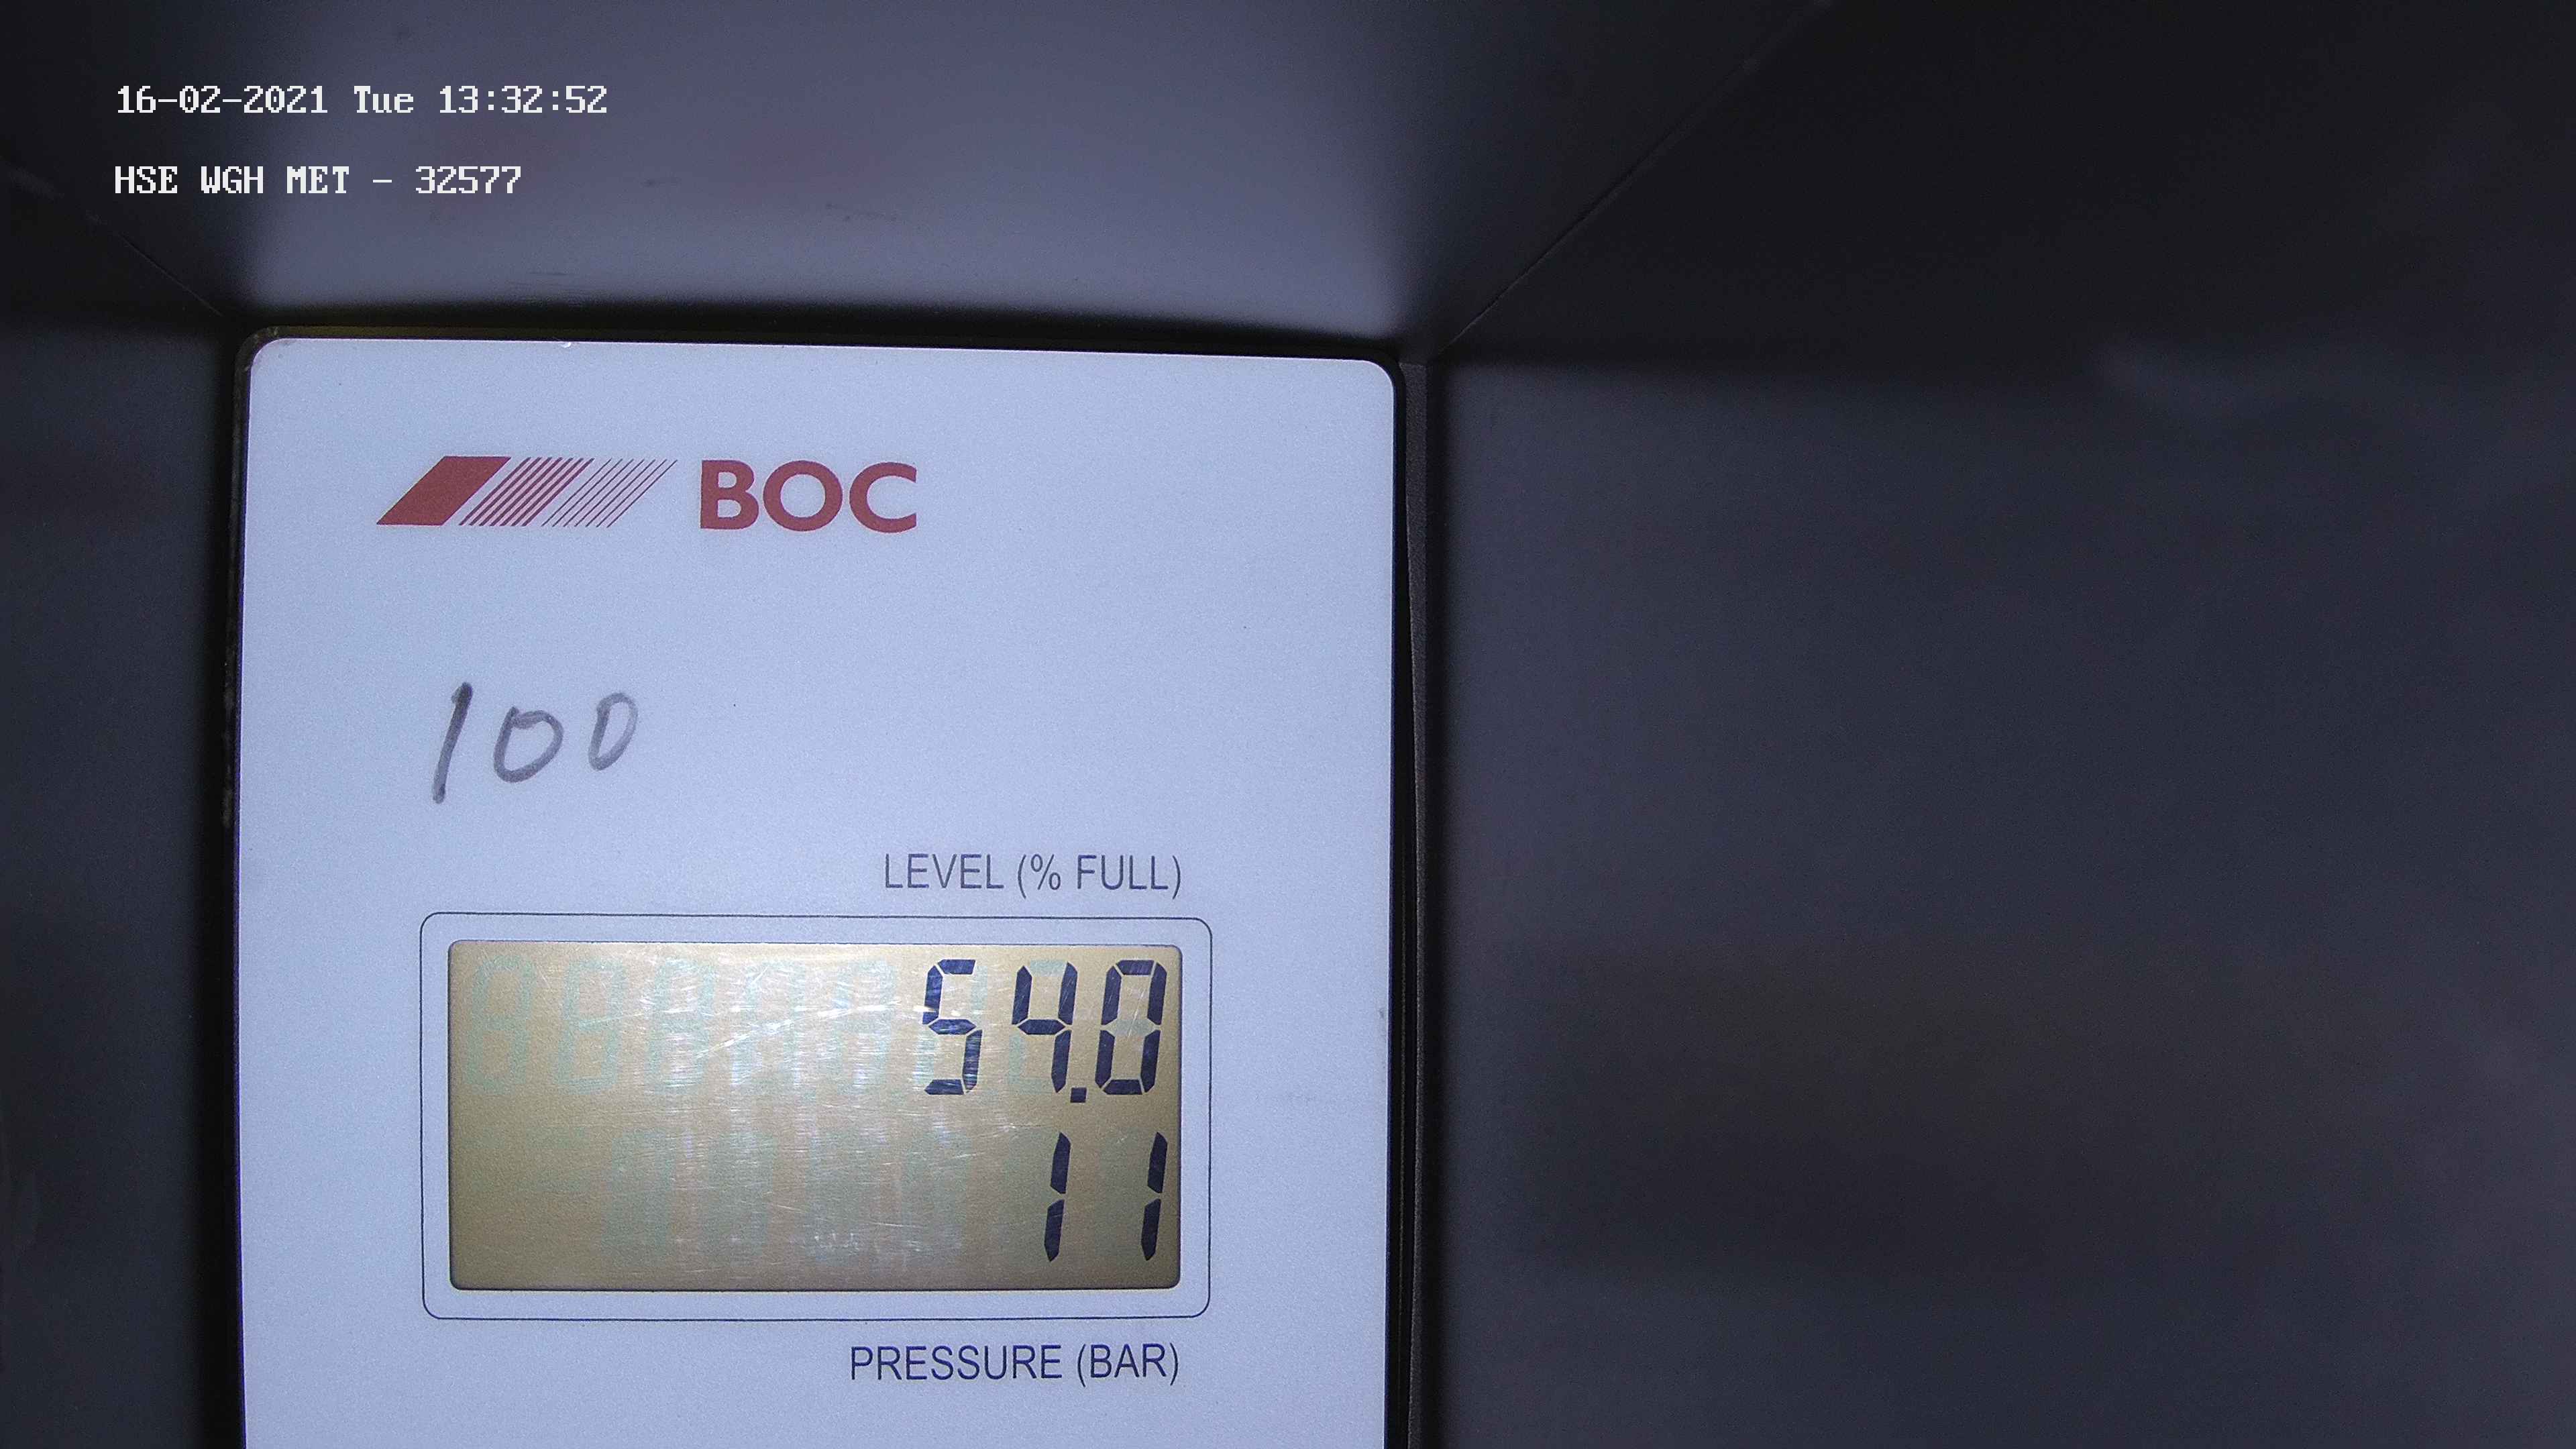 16-02-2021 Tue 13:32:52
HSE WGH MET - 32577
BOC
100
LEVEL (% FULL)
54.0
11
PRESSURE (BAR)